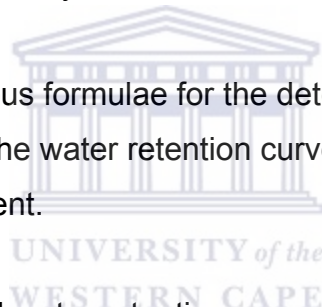 us formulae for the det
he water retention curve
ent.
UNIVERSITY of the
WESTERN CAPE